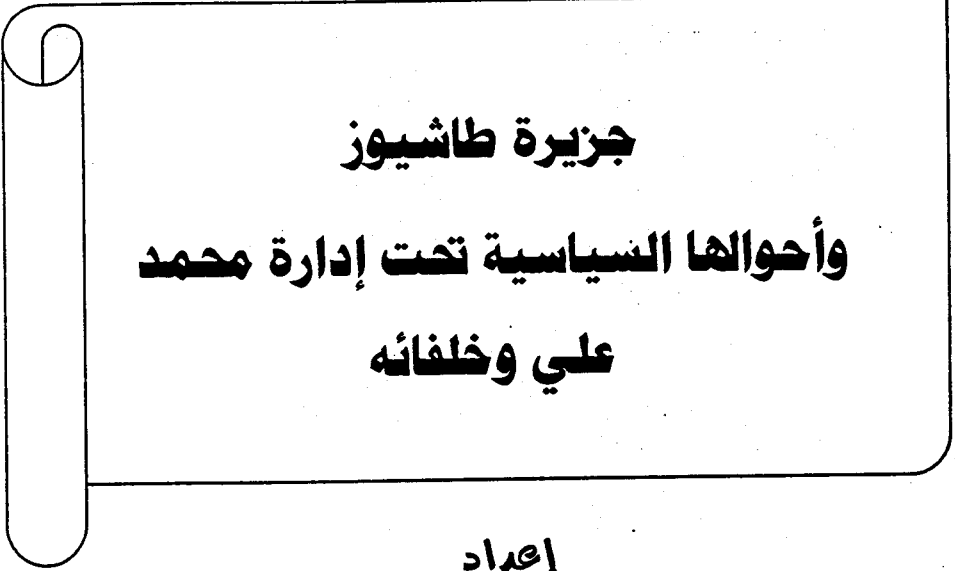 جزيرة طاشيوز
وأحوالها السياسية تحت إدارة محمد
علي وخلفائه
إعداد